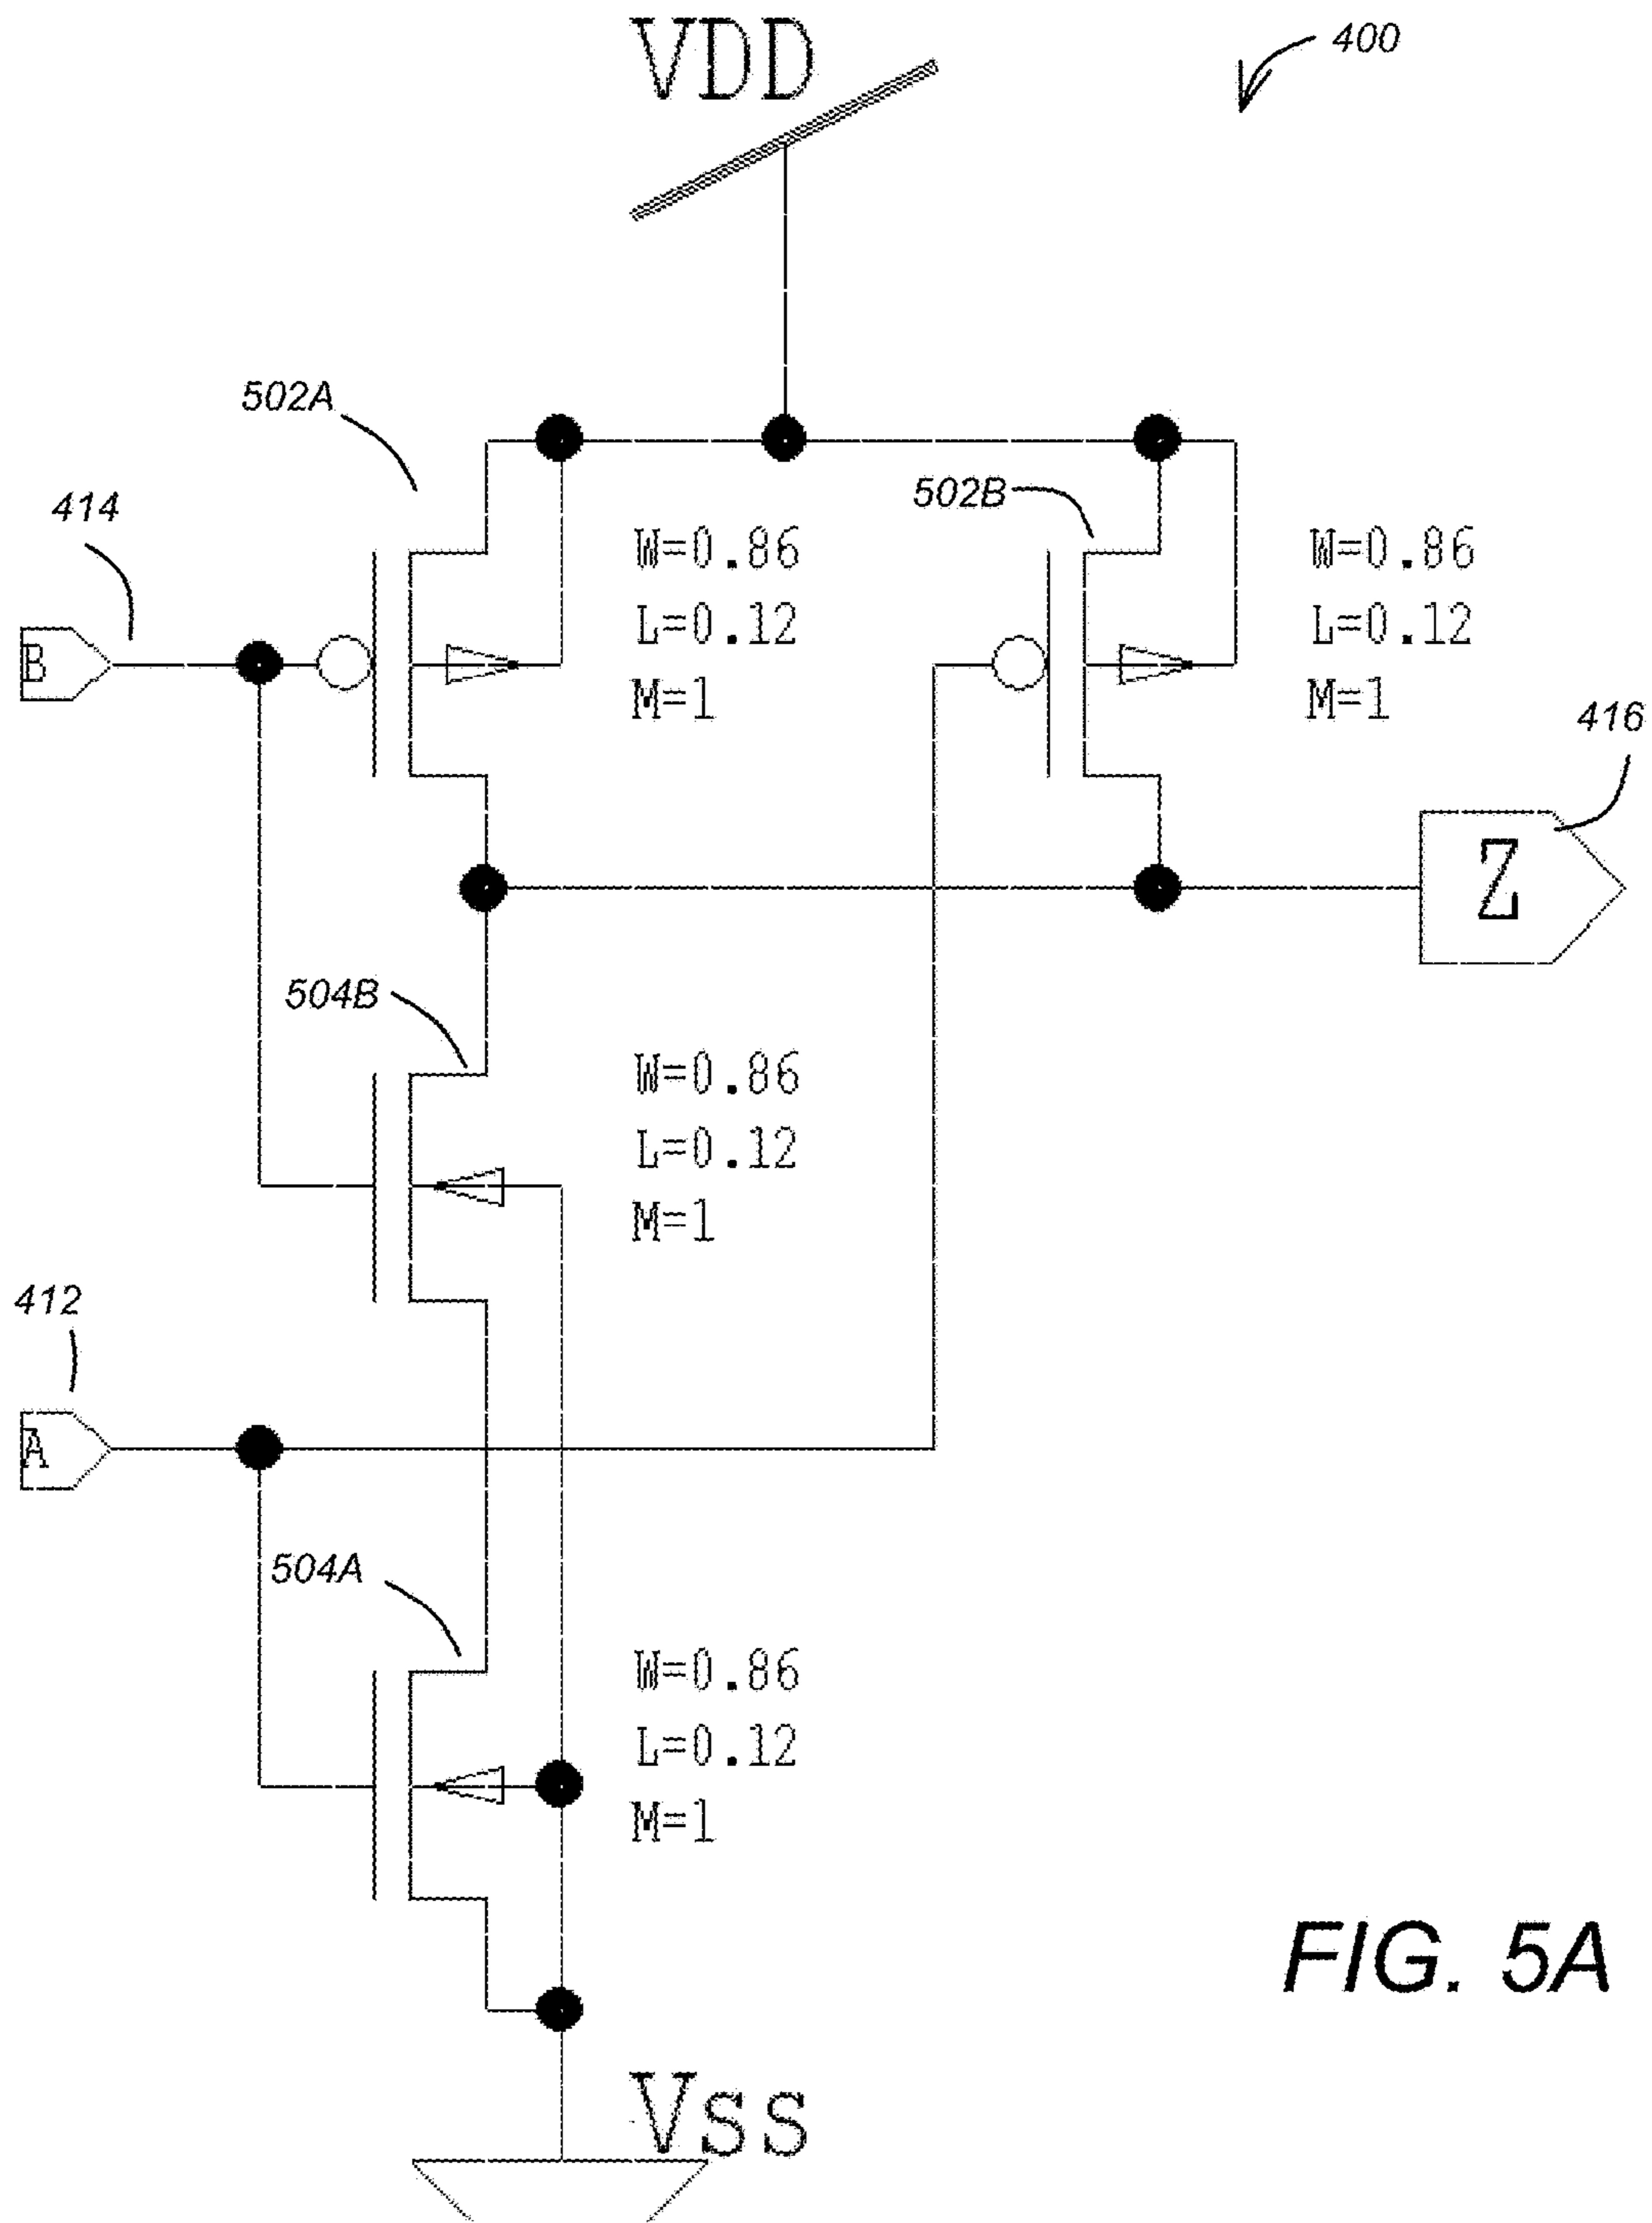 VDD
400
502A
414
502B
W=0.86
L=0.12
M=1
W=0.86
L=0.12
M=1
B
416
Z
504B
W=0.86
L=0.12
M=1
412
A
504A
W=0.86
L=0.12
M=1
FIG. 5A
VSS